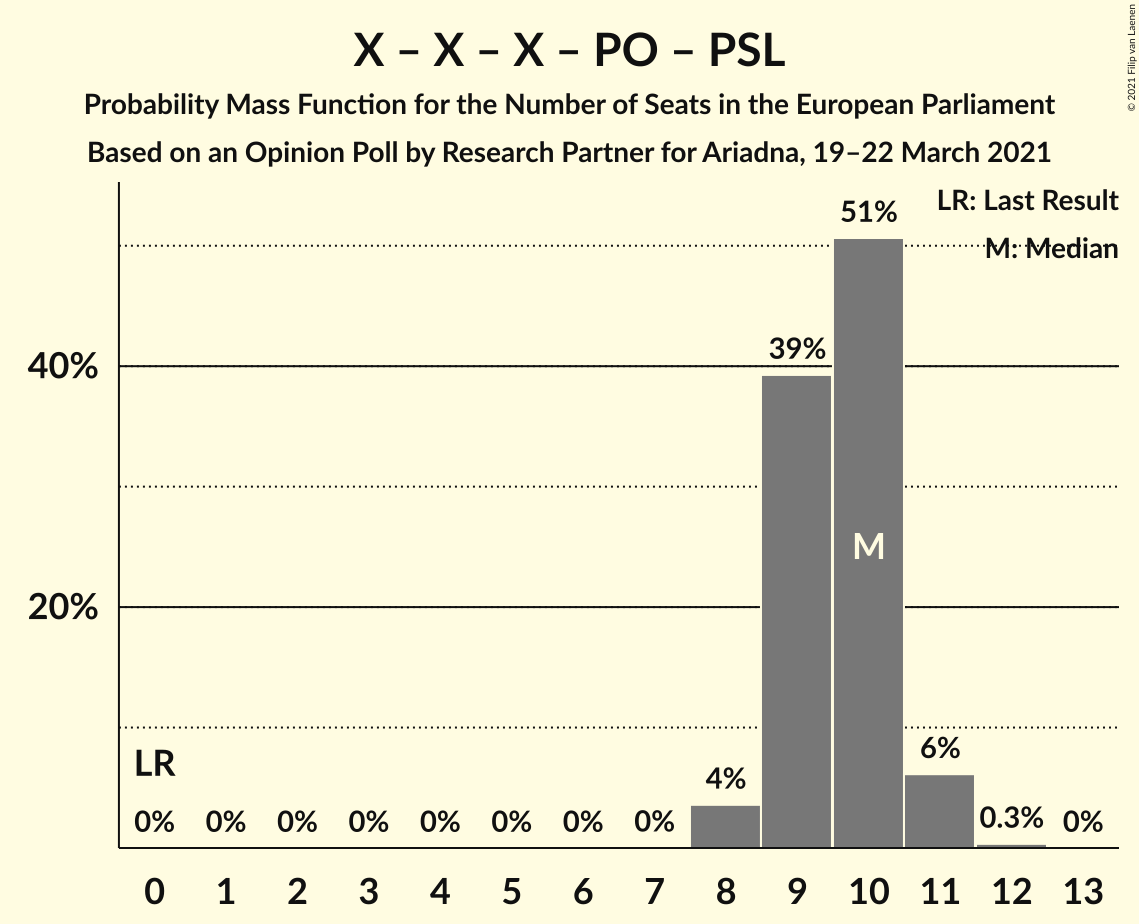 X – X – X – PO – PSL
Probability Mass Function for the Number of Seats in the European Parliament
Based on an Opinion Poll by Research Partner for Ariadna, 19–22 March 2021
© 2021 Filip van Laenen
LR: Last Result
M: Median
51%
39%
40%
M
20%
LR
6%
4%
0% 0% 0% 0% 0% 0% 0% 0% 0.3% 0%
0 1 2 3 4 5 6 7 8 9 10 11 12 13